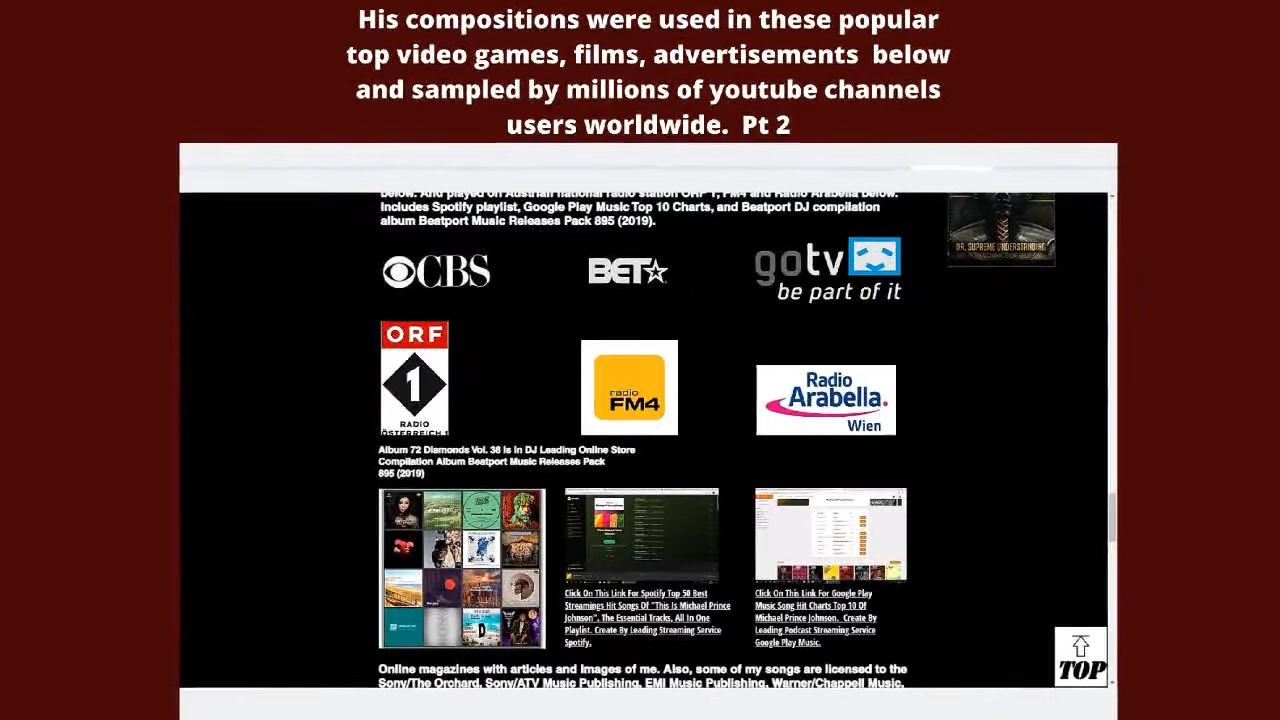 His compositions were used in these popular
top video games, films, advertisements below
and sampled by millions of youtube channels
users worldwide. Pt 2
below. And played on Austrian national radio station ORF 1, FM4 and Radio Arabella below.
Includes Spotify playlist, Google Play Music Top 10 Charts, and Beatport DJ compilation
album Beatport Music Releases Pack 895 (2019).
DR. SUPREME UNDERSTANDING
CBS
BET
gotv
be part of it
ORF
1
RADIO
ÖSTERREICH 1
radio
FM4
Radio
Arabella.
Wien
Album 72 Diamonds Vol. 36 is in DJ Leading Online Store
Compilation Album Beatport Music Releases Pack
895 (2019)
Click On This Link For Spotify Top 50 Best
Streamings Hit Songs Of "This Is Michael Prince
Johnson". The Essential Tracks, All In One
Playlist. Create By Leading Streaming Service
Spotify.
Click On This Link For Google Play
Music Song Hit Charts Top 10 Of
Michael Prince Johnson. Create By
Leading Podcast Streaming Service
Google Play Music.
TOP
Online magazines with articles and images of me. Also, some of my songs are licensed to the
Sony/The Orchard, Sony/ATV Music Publishing, EMI Music Publishing, Warner/Chappell Music,